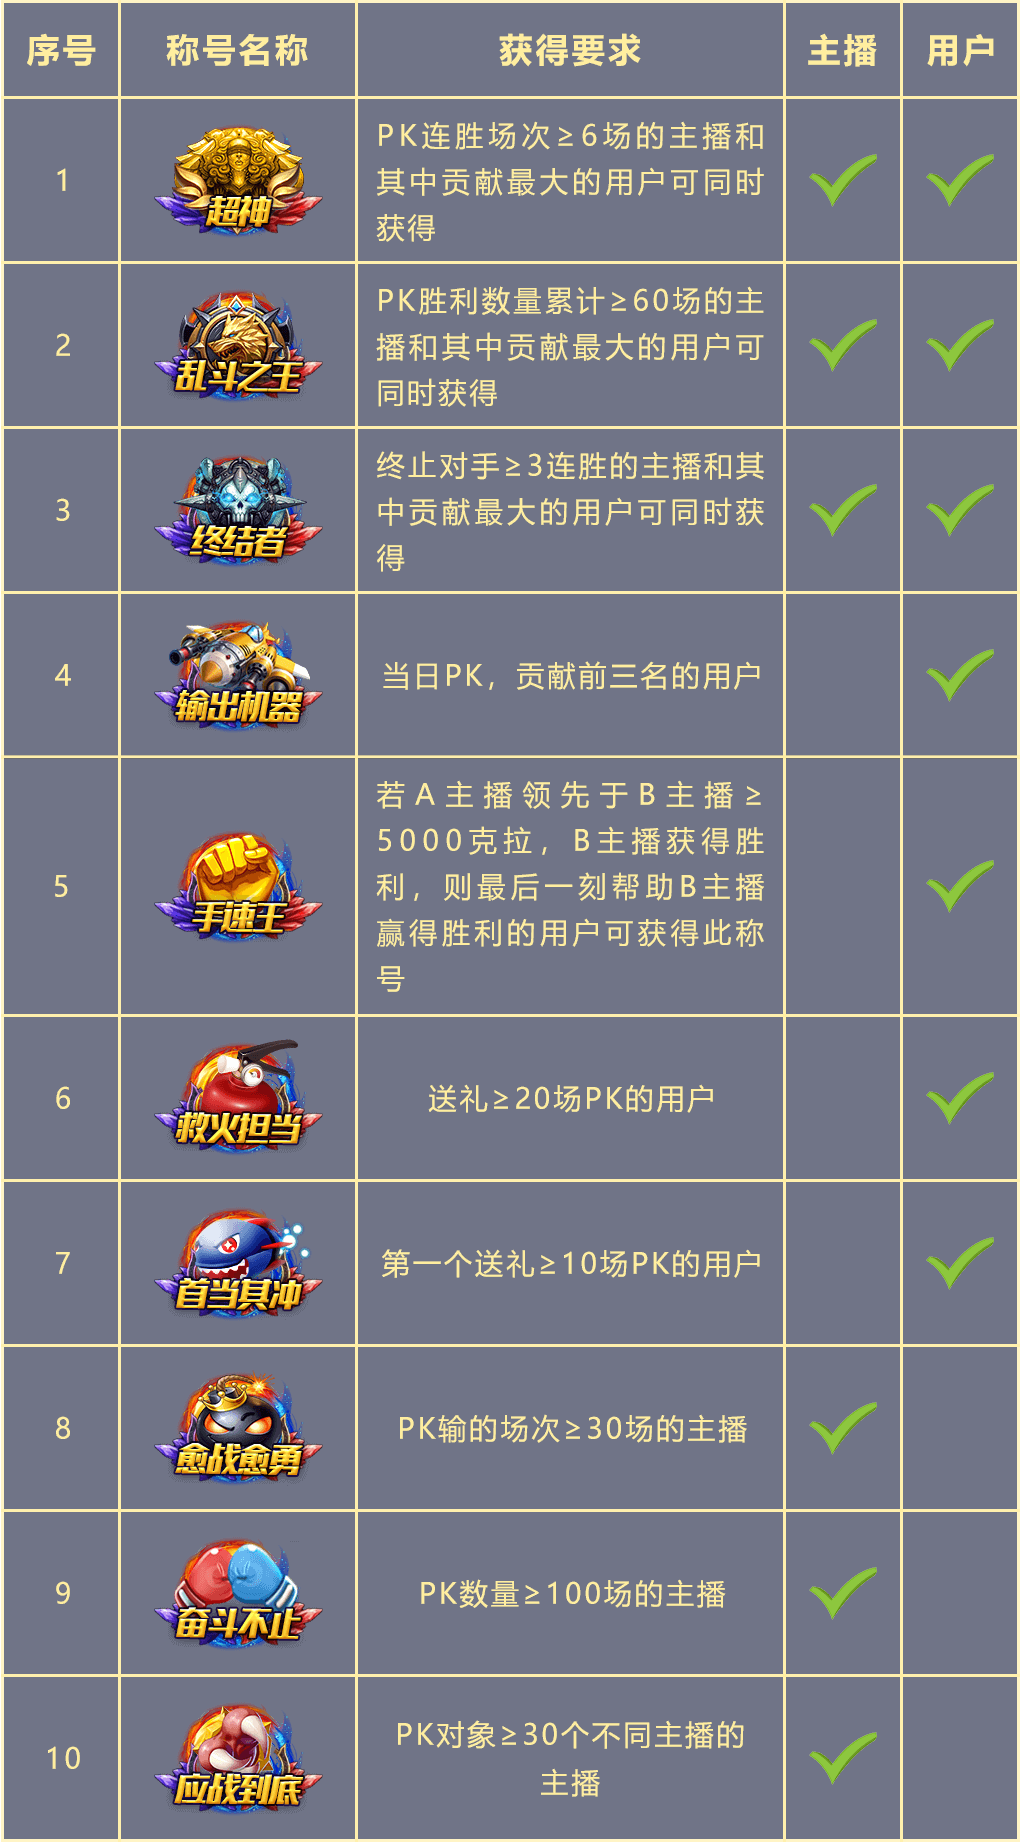 序号 称号名称 获得要求 主播 用户
1
超神
PK连胜场次≥6场的主播和
其中贡献最大的用户可同时
获得
2
乱斗之王
PK胜利数量累计≥60场的主
播和其中贡献最大的用户可
同时获得
3
终结者
终止对手≥3连胜的主播和其
中贡献最大的用户可同时获
得
4
输出机器
当日PK，贡献前三名的用户
5
手速王
若A主播领先于B主播≥
5000克拉，B主播获得胜
利，则最后一刻帮助B主播
赢得胜利的用户可获得此称
号
6
救火担当
送礼≥20场PK的用户
7
首当其冲
第一个送礼≥10场PK的用户
8
愈战愈勇
PK输的场次≥30场的主播
9
奋斗不止
PK数量≥100场的主播
10
应战到底
PK对象≥30个不同主播的
主播